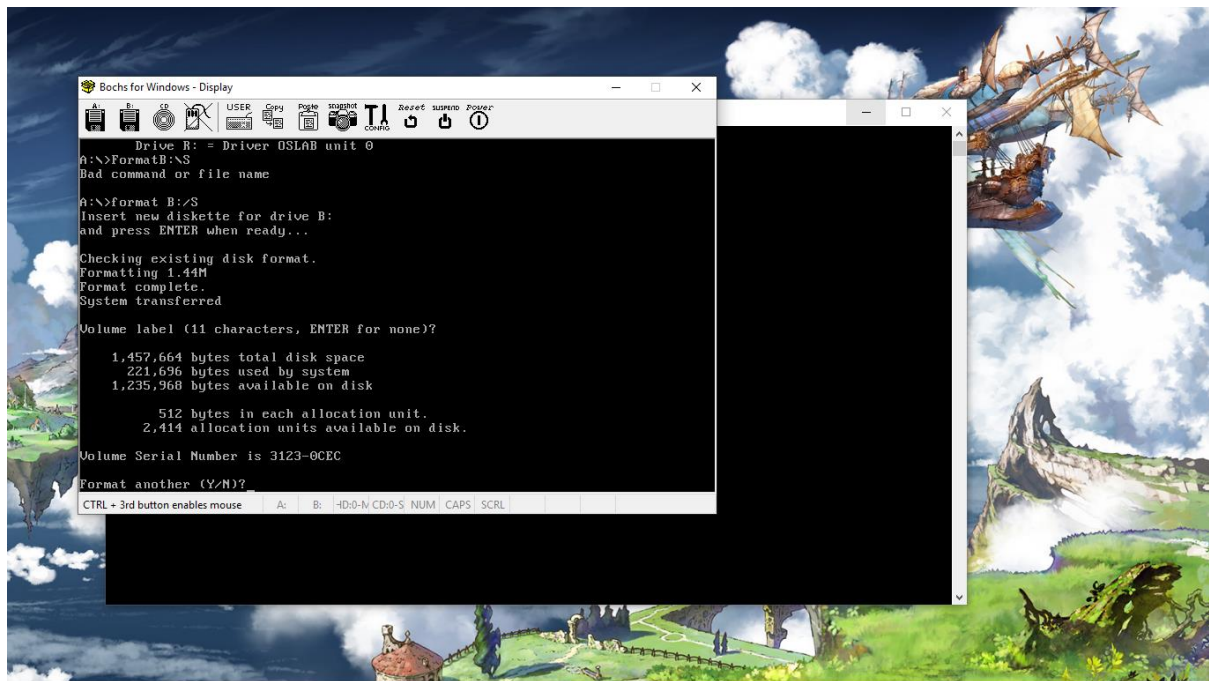 Bochs for Windows - Display
A: B: CD USER Copy Paste snapshot Reset SUSPEND Power
CONFIG
Drive R: = Driver OSLAB unit 0
A:\>FormatB:\S
Bad command or file name
A:\>format B:/S
Insert new diskette for drive B:
and press ENTER when ready...
Checking existing disk format.
Formatting 1.44M
Format complete.
System transferred
Volume label (11 characters, ENTER for none)?
1,457,664 bytes total disk space
221,696 bytes used by system
1,235,968 bytes available on disk
512 bytes in each allocation unit.
2,414 allocation units available on disk.
Volume Serial Number is 3123-0CEC
Format another (Y/N)?_
CTRL + 3rd button enables mouse A: B: HD:0-M CD:0-S NUM CAPS SCRL